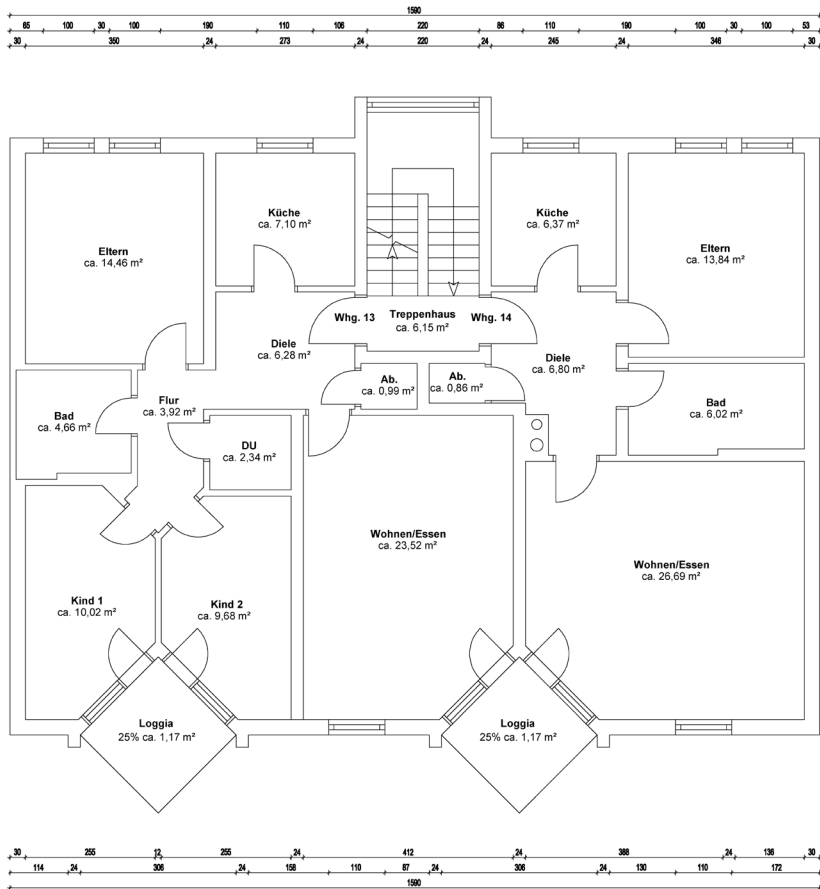 1590
65 100 30 100 190 110 106 220 86 110 190 100 30 100 53
30 350 24 273 24 220 24 245 24 346 30
Küche
ca. 7,10 m²
Küche
ca. 6,37 m²
Eltern
ca. 14,46 m²
Eltern
ca. 13,84 m²
Whg. 13
Treppenhaus
ca. 6,15 m²
Whg. 14
Diele
ca. 6,28 m²
Diele
ca. 6,80 m²
Ab.
ca. 0,99 m²
Ab.
ca. 0,86 m²
Flur
ca. 3,92 m²
Bad
ca. 4,66 m²
Bad
ca. 6,02 m²
DU
ca. 2,34 m²
Wohnen/Essen
ca. 23,52 m²
Wohnen/Essen
ca. 26,69 m²
Kind 1
ca. 10,02 m²
Kind 2
ca. 9,68 m²
Loggia
25% ca. 1,17 m²
Loggia
25% ca. 1,17 m²
30 255 12 255 24 412 24 388 24 136 30
114 24 306 24 158 110 87 24 306 24 130 110 172
1590